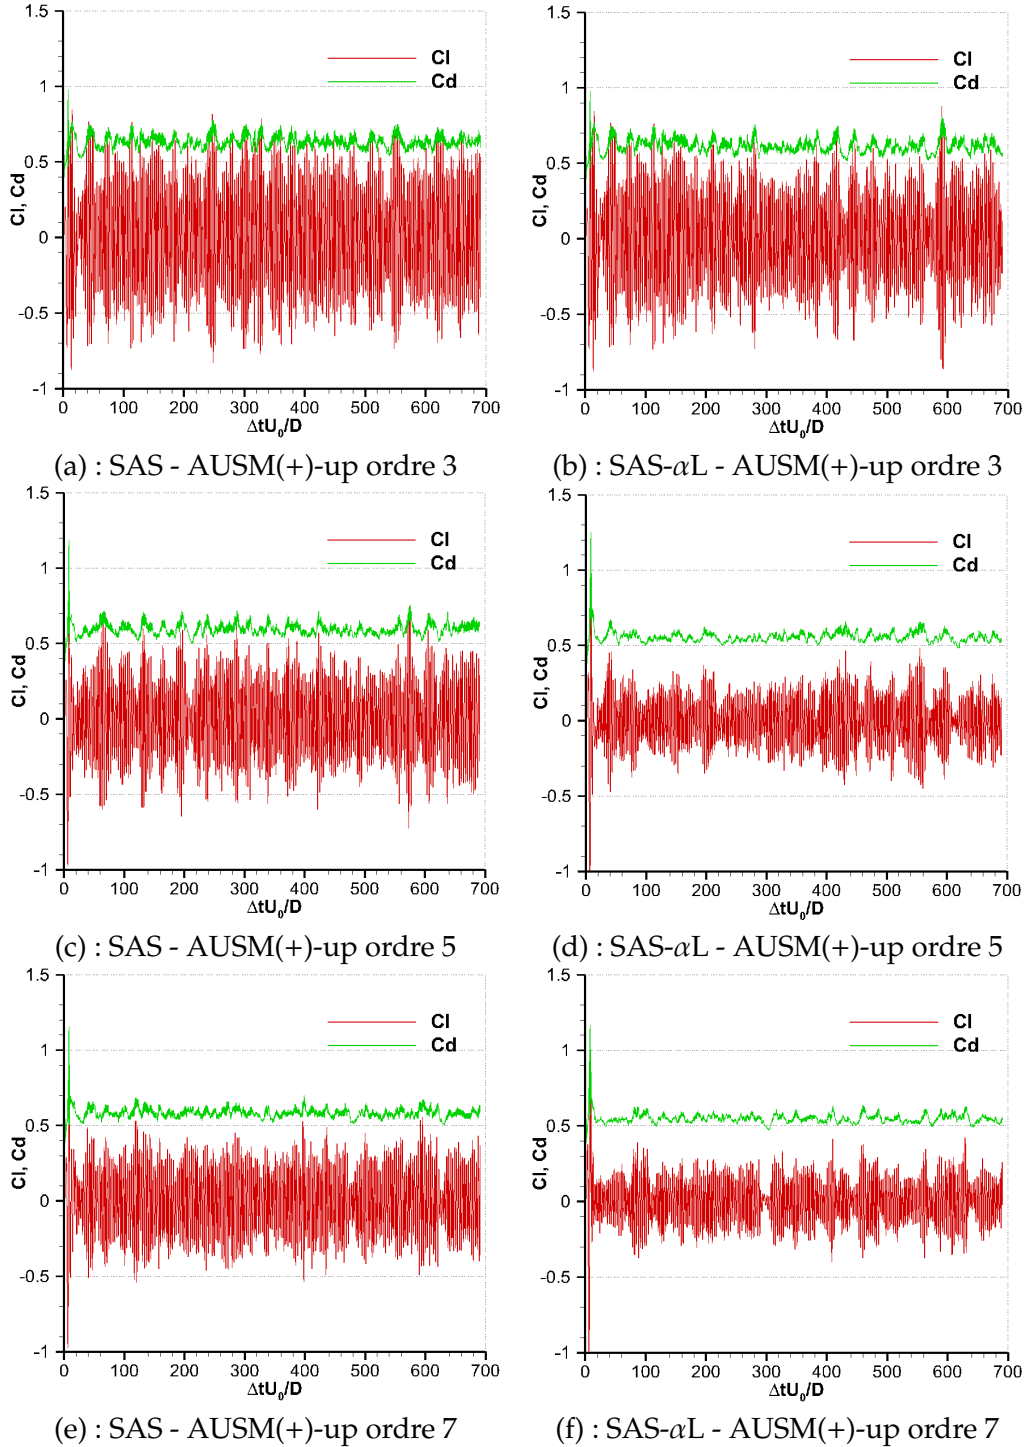 1.5
1
0.5
0
-0.5
-1
Cl, Cd
Cl
Cd
0 100 200 300 400 500 600 700
ΔtU₀/D
(a) : SAS - AUSM(+)-up ordre 3
1.5
1
0.5
0
-0.5
-1
Cl, Cd
Cl
Cd
0 100 200 300 400 500 600 700
ΔtU₀/D
(b) : SAS-αL - AUSM(+)-up ordre 3
1.5
1
0.5
0
-0.5
-1
Cl, Cd
Cl
Cd
0 100 200 300 400 500 600 700
ΔtU₀/D
(c) : SAS - AUSM(+)-up ordre 5
1.5
1
0.5
0
-0.5
-1
Cl, Cd
Cl
Cd
0 100 200 300 400 500 600 700
ΔtU₀/D
(d) : SAS-αL - AUSM(+)-up ordre 5
1.5
1
0.5
0
-0.5
-1
Cl, Cd
Cl
Cd
0 100 200 300 400 500 600 700
ΔtU₀/D
(e) : SAS - AUSM(+)-up ordre 7
1.5
1
0.5
0
-0.5
-1
Cl, Cd
Cl
Cd
0 100 200 300 400 500 600 700
ΔtU₀/D
(f) : SAS-αL - AUSM(+)-up ordre 7